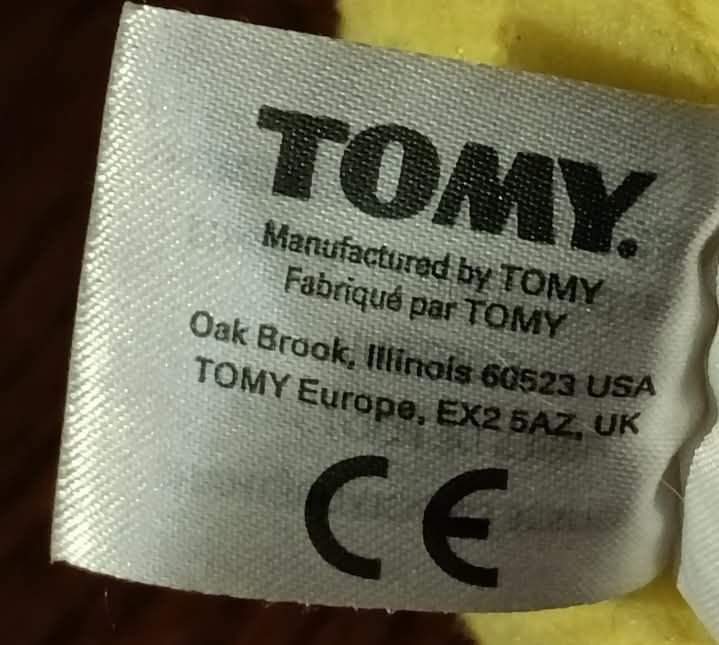 TOMY.
Manufactured by TOMY
Fabriqué par TOMY
Oak Brook, Illinois 60523 USA
TOMY Europe, EX2 5AZ, UK
CE